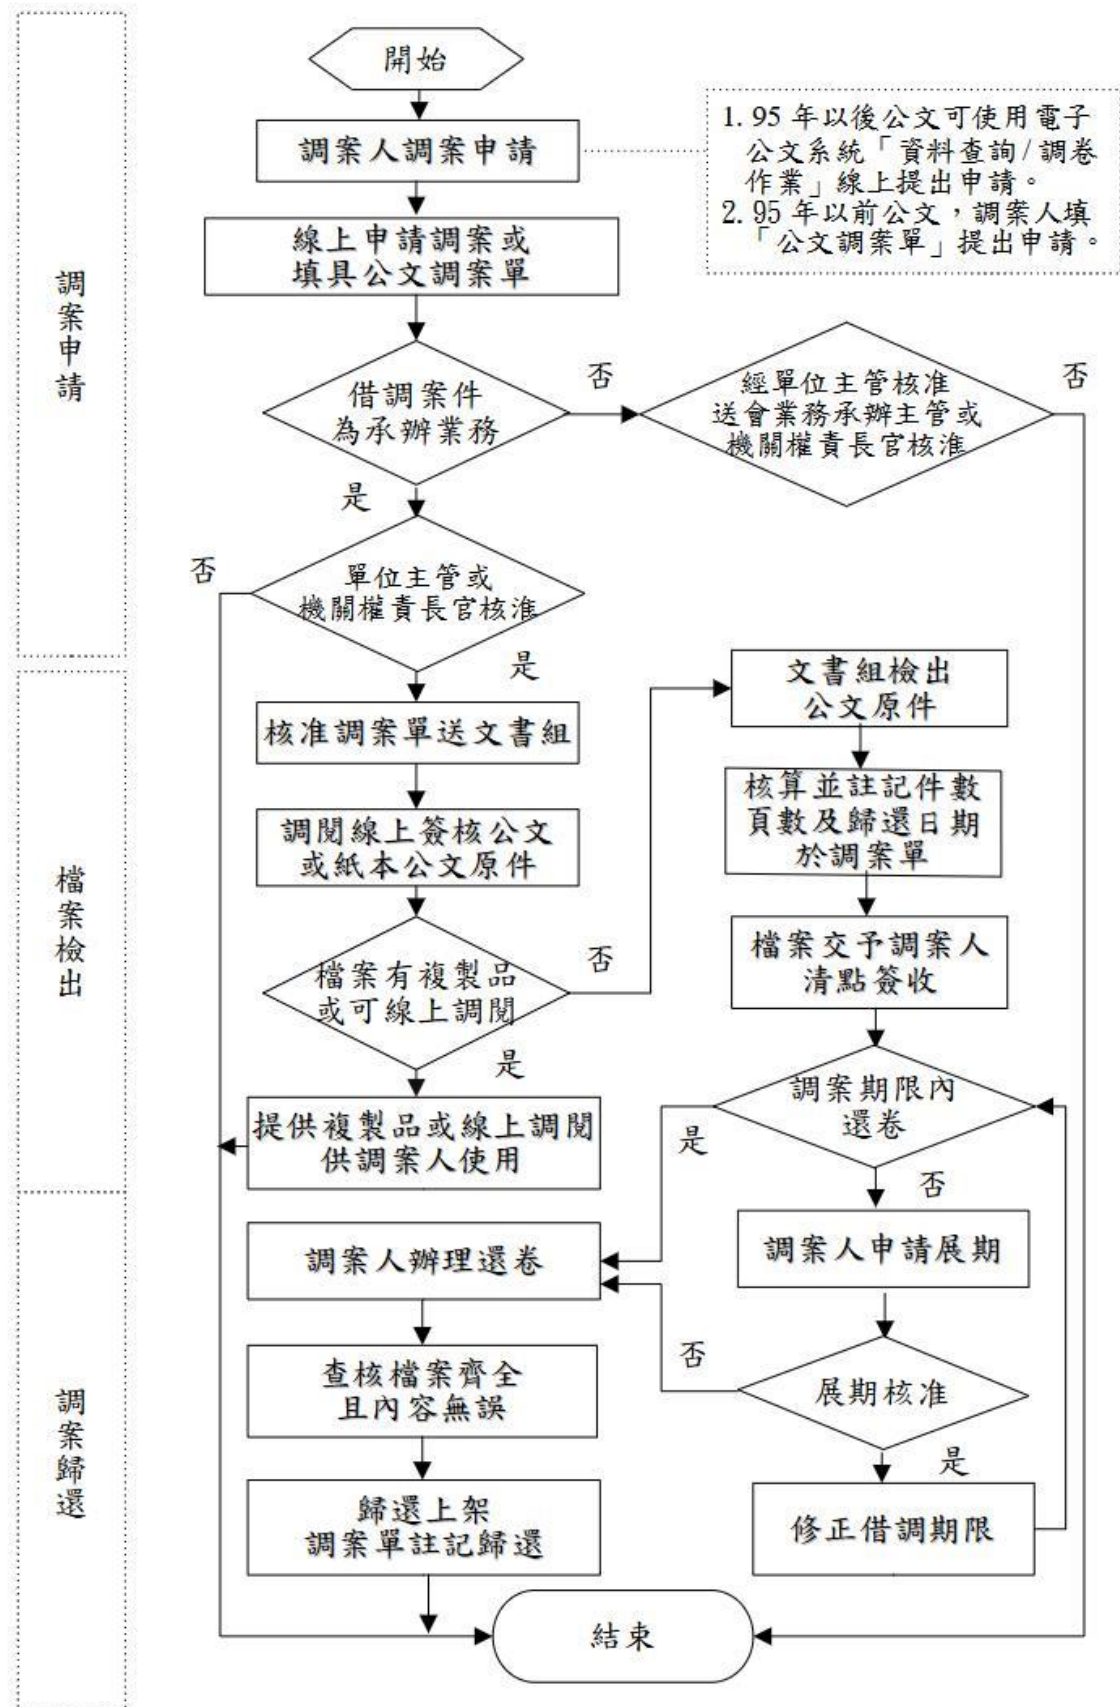 開始
調案人調案申請
1. 95 年以後公文可使用電子
公文系統「資料查詢/調卷
作業」線上提出申請。
2. 95 年以前公文，調案人填
「公文調案單」提出申請。
線上申請調案或
填具公文調案單
調案申請
借調案件
為承辦業務
否
經單位主管核准
送會業務承辦主管或
機關權責長官核准
否
是
否
單位主管或
機關權責長官核准
是
文書組檢出
公文原件
核准調案單送文書組
核算並註記件數
頁數及歸還日期
於調案單
調閱線上簽核公文
或紙本公文原件
檔案檢出
檔案有複製品
或可線上調閱
否
檔案交予調案人
清點簽收
是
調案期限內
還卷
提供複製品或線上調閱
供調案人使用
是
否
調案人辦理還卷
調案人申請展期
否
查核檔案齊全
且內容無誤
展期核准
調案歸還
是
歸還上架
調案單註記歸還
修正借調期限
結束